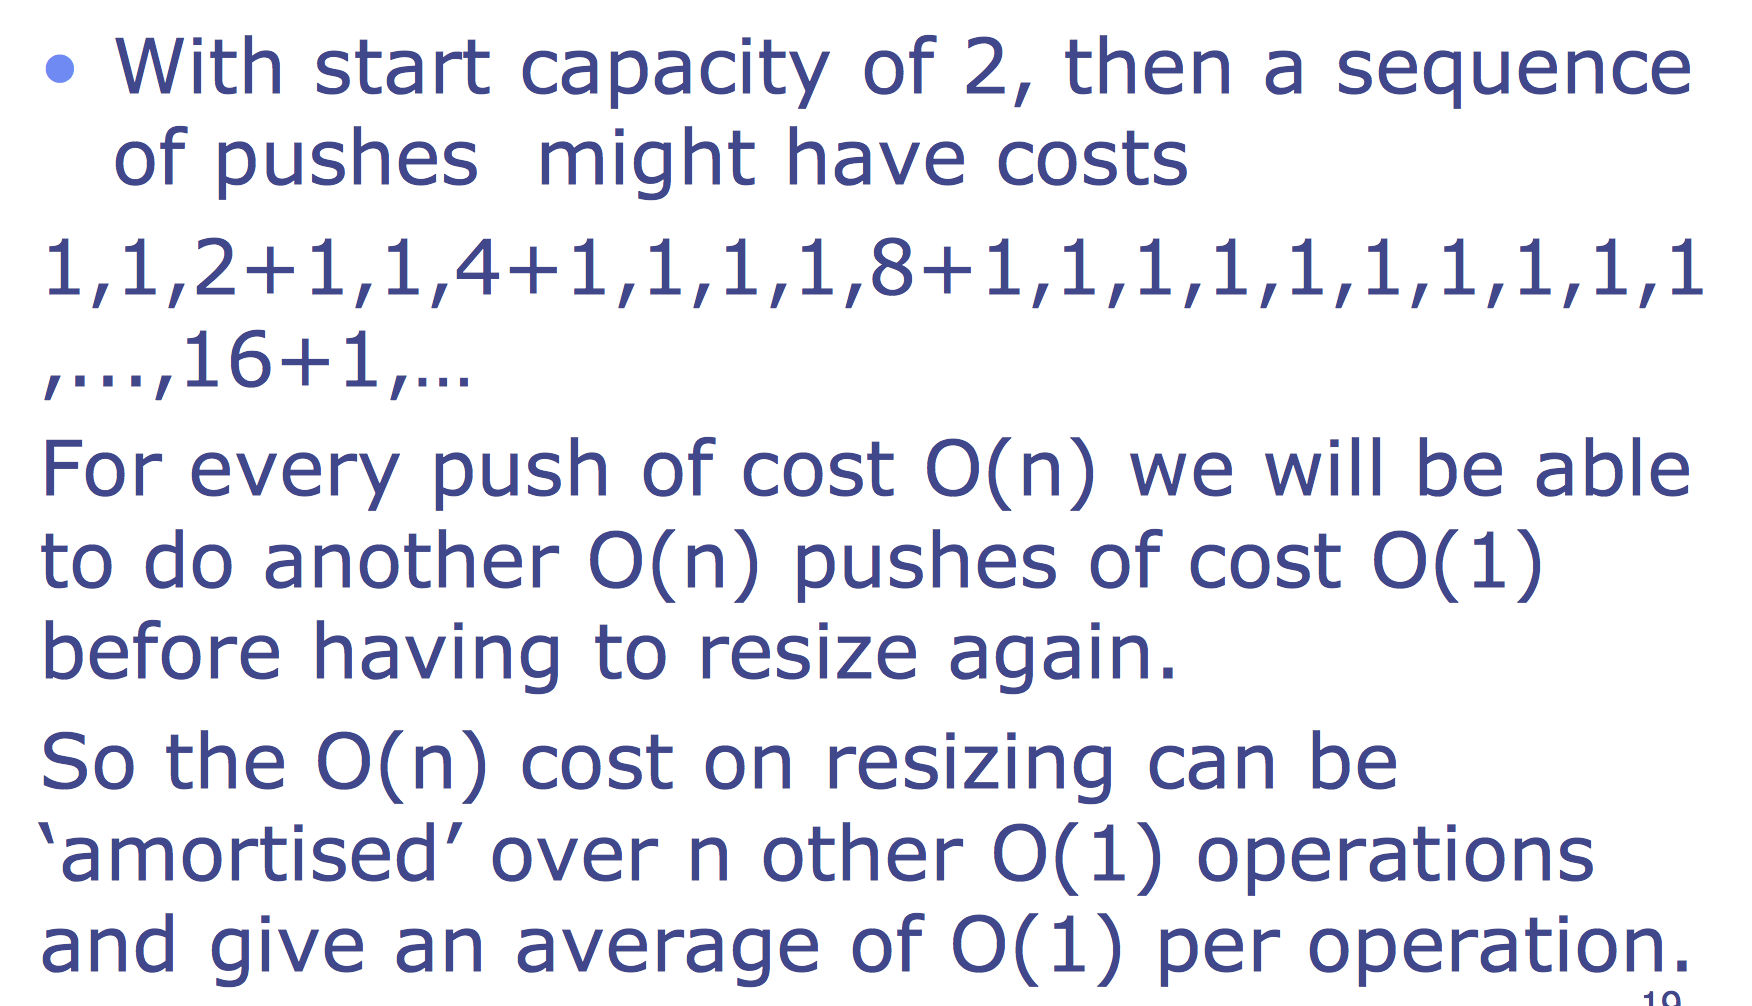 • With start capacity of 2, then a sequence
of pushes  might have costs
1,1,2+1,1,4+1,1,1,1,8+1,1,1,1,1,1,1,1,1,1
,...,16+1,…
For every push of cost O(n) we will be able
to do another O(n) pushes of cost O(1)
before having to resize again.
So the O(n) cost on resizing can be
‘amortised’ over n other O(1) operations
and give an average of O(1) per operation.
19